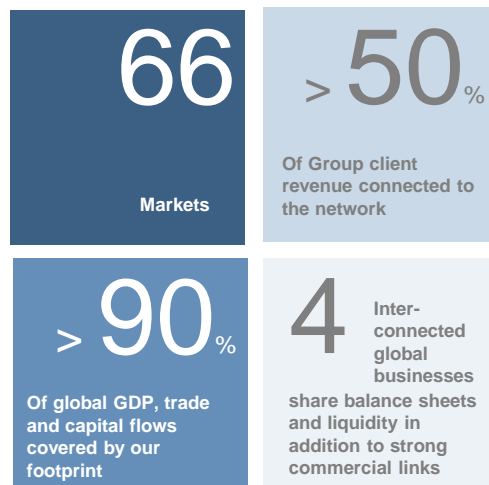 66
Markets
> 50%
Of Group client
revenue connected to
the network
> 90%
Of global GDP, trade
and capital flows
covered by our
footprint
4
Inter-
connected
global
businesses
share balance sheets
and liquidity in
addition to strong
commercial links